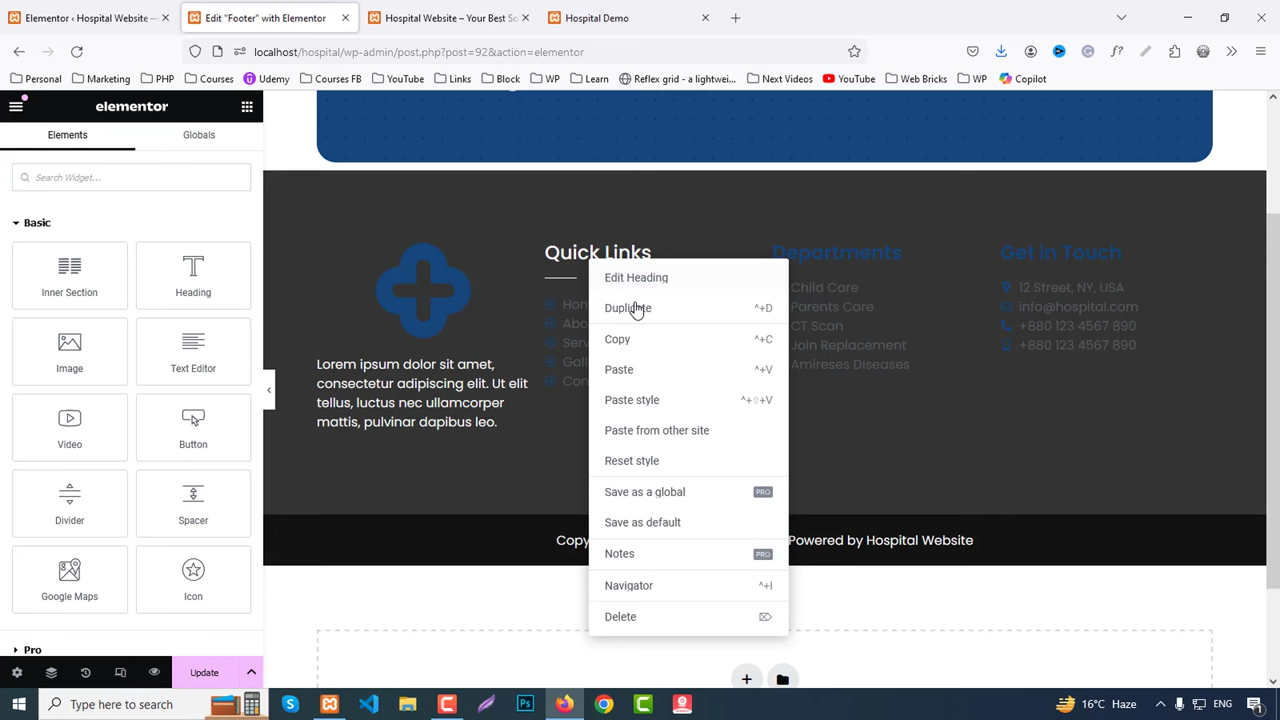 Elementor ‹ Hospital Website —
Edit "Footer" with Elementor
Hospital Website – Your Best So
Hospital Demo
localhost/hospital/wp-admin/post.php?post=92&action=elementor
Personal
Marketing
PHP
Courses
Udemy
Courses FB
YouTube
Links
Block
WP
Learn
Reflex grid - a lightwei...
Next Videos
YouTube
Web Bricks
WP
Copilot
elementor
Elements
Globals
Search Widget...
Basic
Inner Section
Heading
Image
Text Editor
Video
Button
Divider
Spacer
Google Maps
Icon
Pro
Update
Lorem ipsum dolor sit amet,
consectetur adipiscing elit. Ut elit
tellus, luctus nec ullamcorper
mattis, pulvinar dapibus leo.
Quick Links
Edit Heading
Duplicate ^+D
Copy ^+C
Paste ^+V
Paste style ^+⇧+V
Paste from other site
Reset style
Save as a global PRO
Save as default
Notes PRO
Navigator ^+I
Delete
Departments
Child Care
Parents Care
CT Scan
Join Replacement
Amireses Department
Get in Touch
12 Street, NY, USA
info@hospital.com
+880 123 4567 890
+880 123 4567 890
Powered by Hospital Website
Type here to search
Ps
16°C Haze
ENG